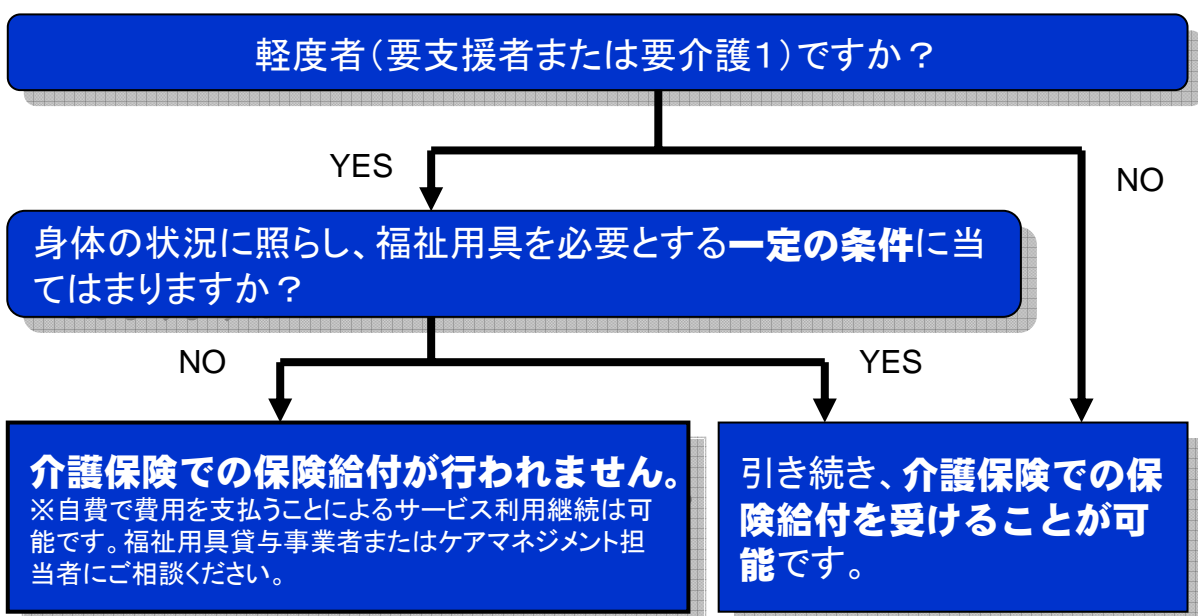 軽度者(要支援者または要介護1)ですか?
YES
NO
身体の状況に照らし、福祉用具を必要とする一定の条件に当
てはまりますか?
NO
YES
介護保険での保険給付が行われません。
※自費で費用を支払うことによるサービス利用継続は可
能です。福祉用具貸与事業者またはケアマネジメント担
当者にご相談ください。
引き続き、介護保険での保
険給付を受けることが可
能です。